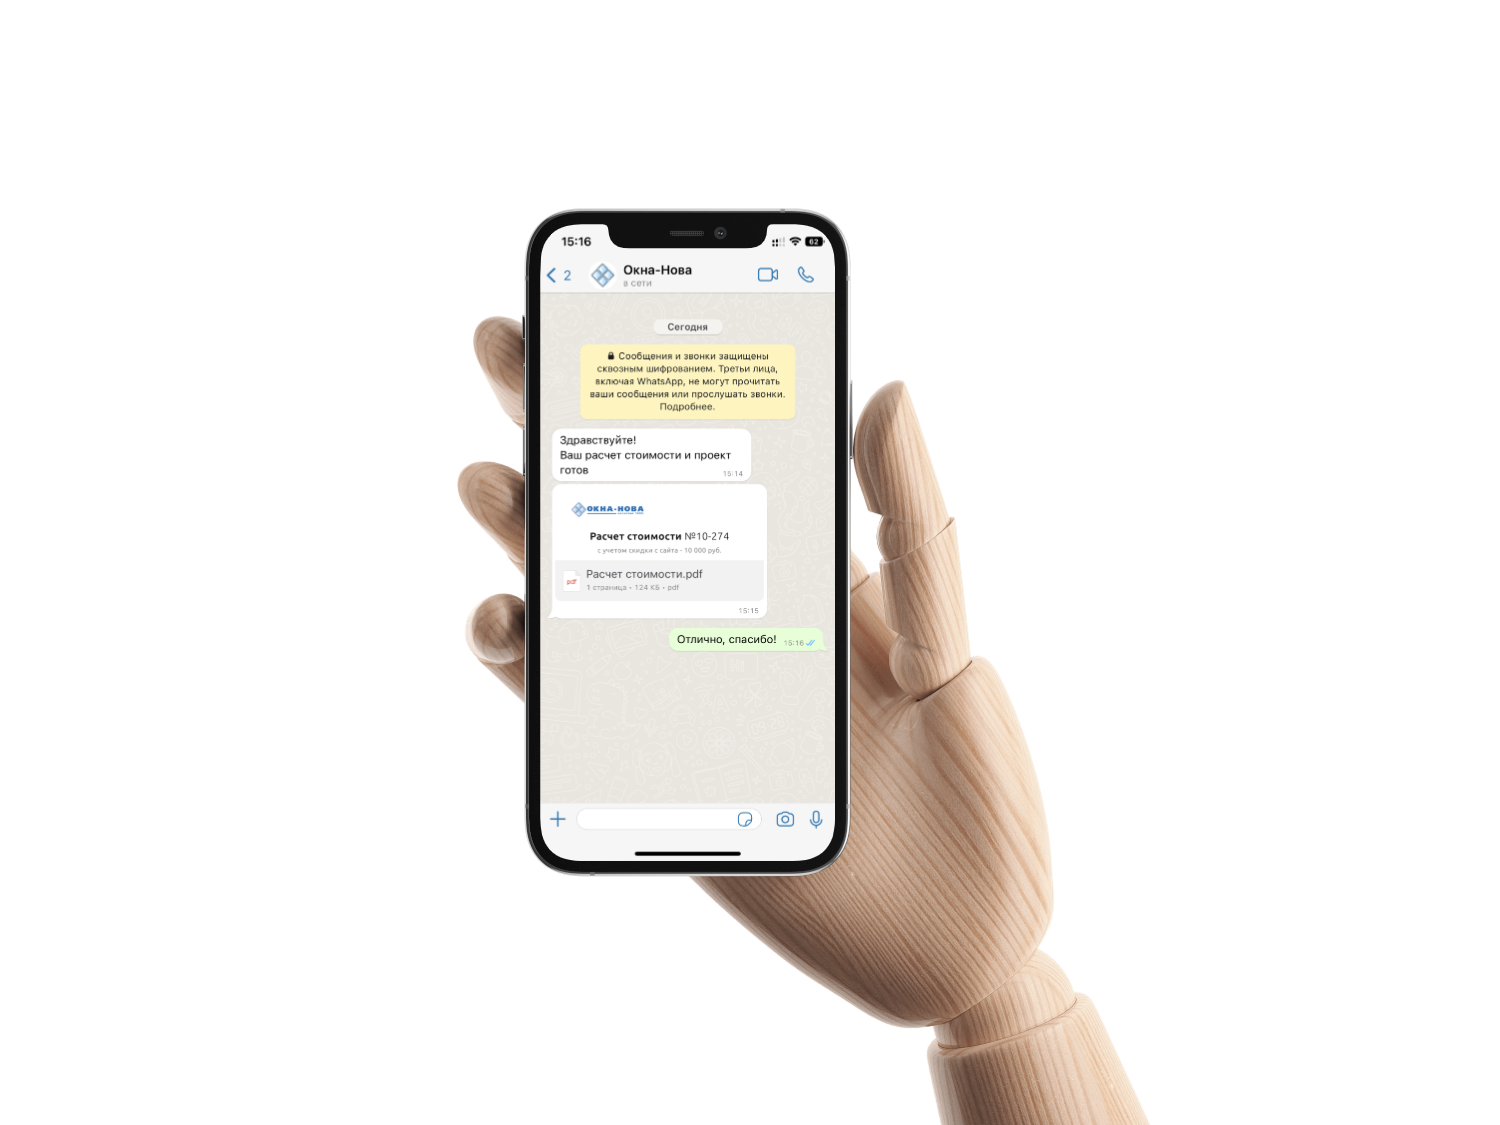 15:16
62
2
Окна-Нова
в сети
Сегодня
Сообщения и звонки защищены
сквозным шифрованием. Третьи лица,
включая WhatsApp, не могут прочитать
ваши сообщения или прослушать звонки.
Подробнее.
Здравствуйте!
Ваш расчет стоимости и проект
готов
15:14
ОКНА-НОВА
Расчет стоимости №10-274
с учетом скидки с сайта - 10 000 руб.
pdf
Расчет стоимости.pdf
1 страница • 124 КБ • pdf
15:15
Отлично, спасибо! 15:16